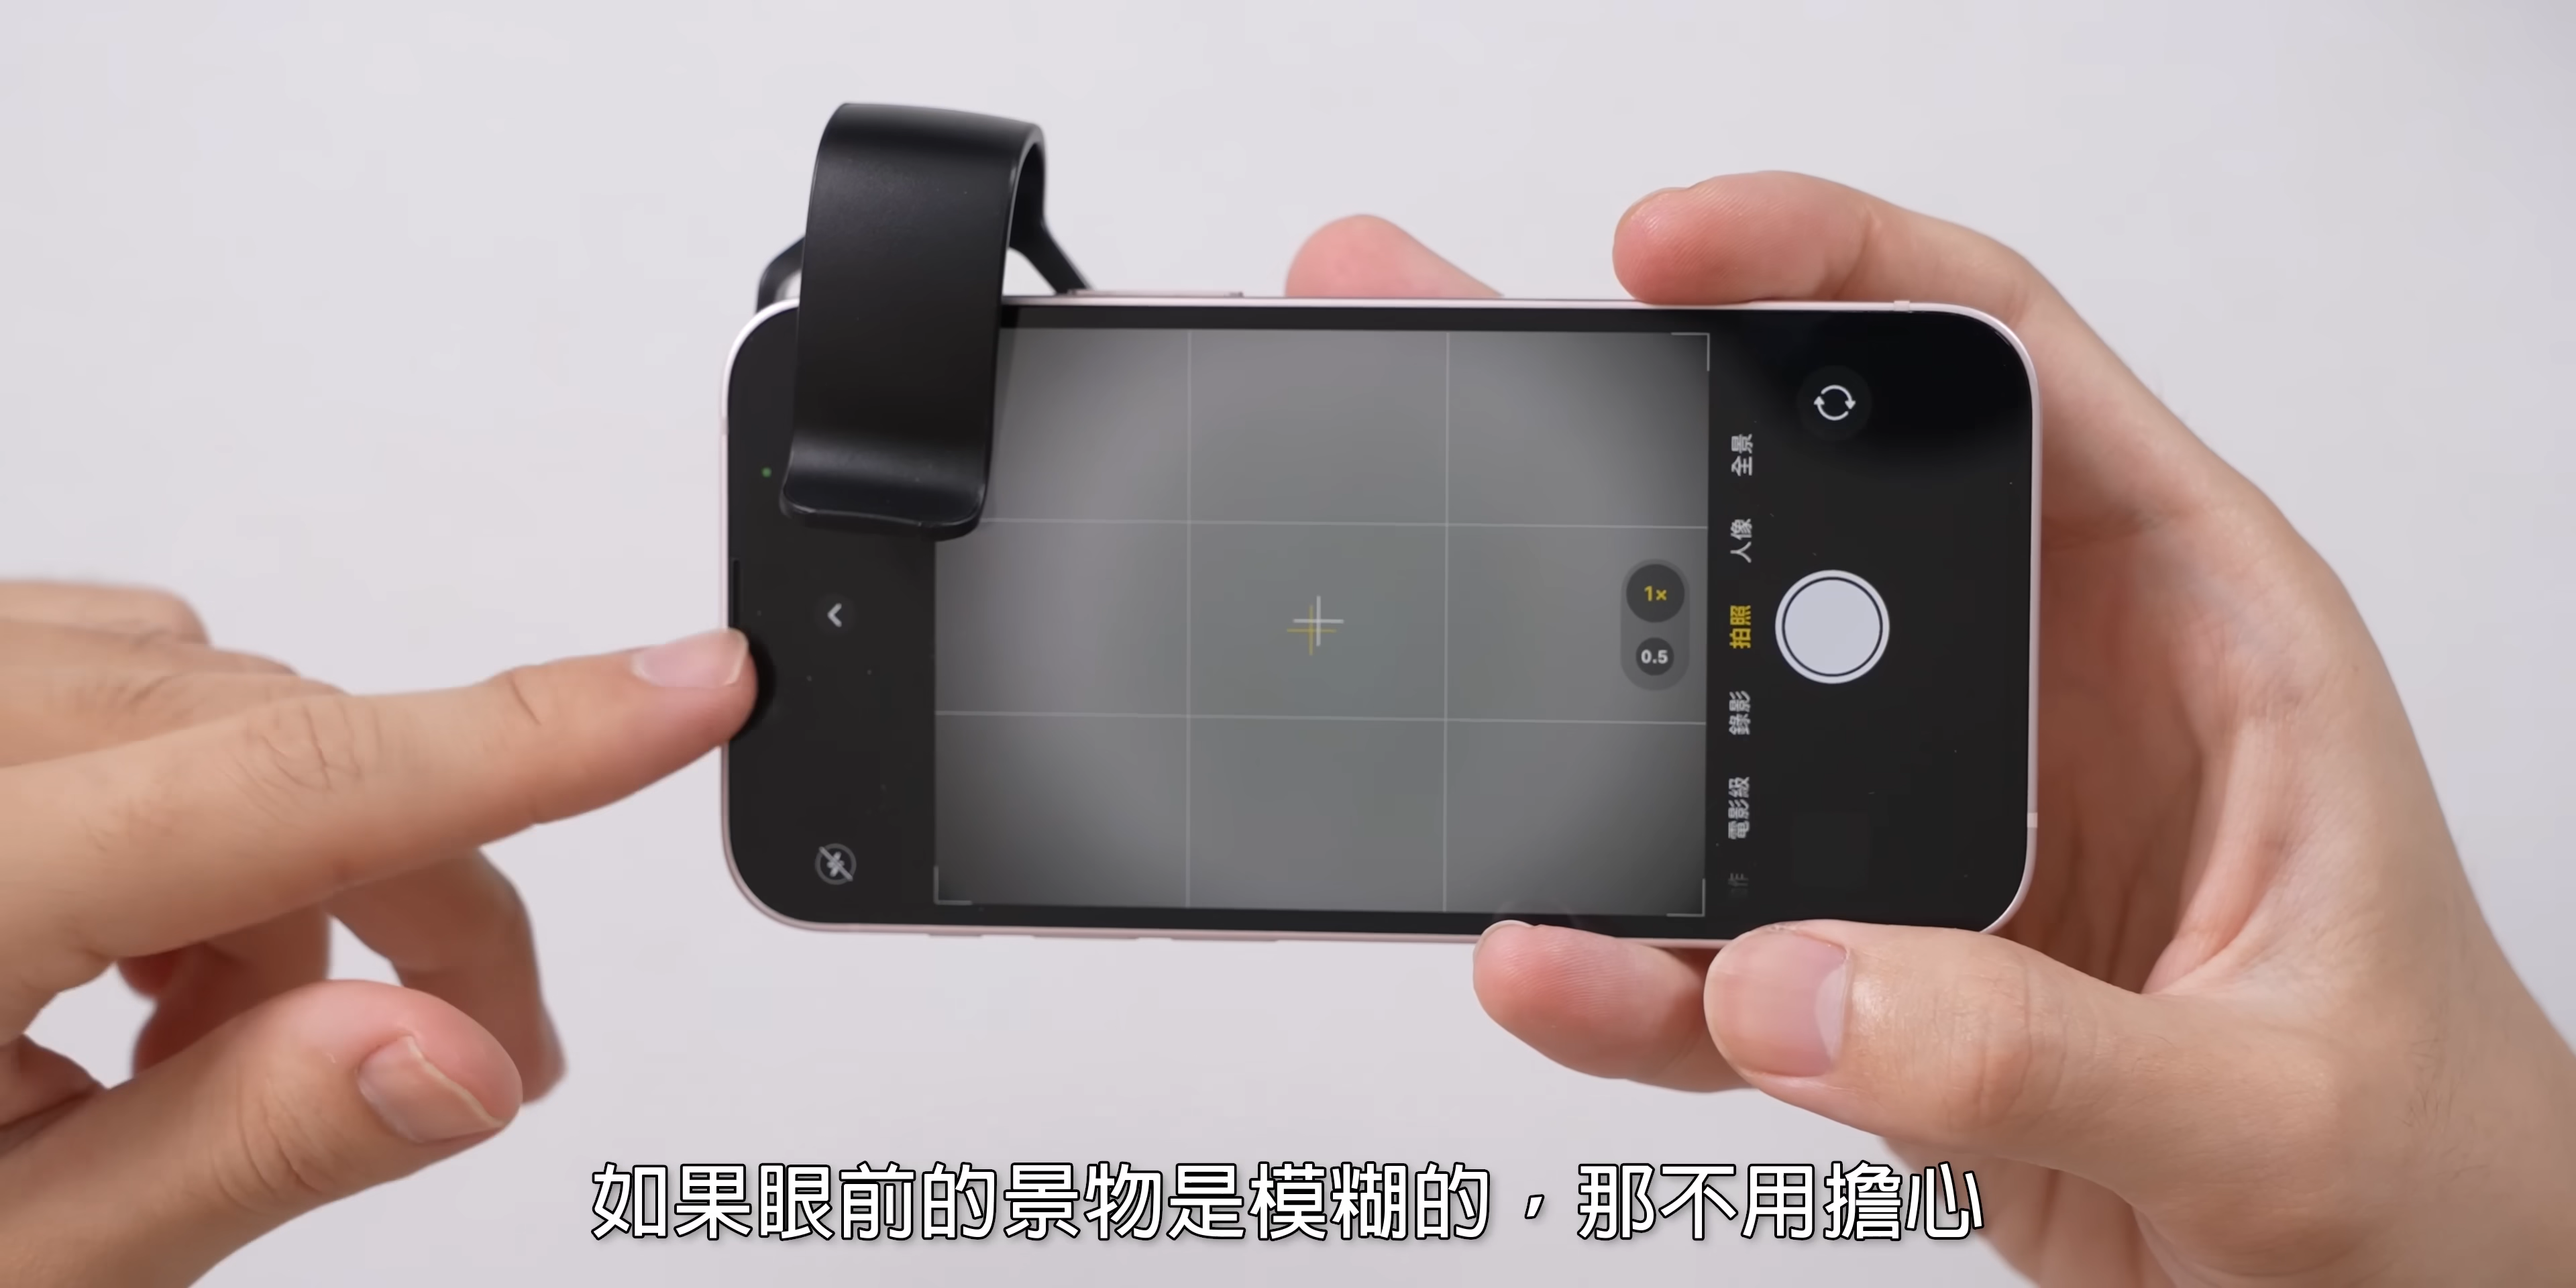 全景
人像
拍照
錄影
電影級
1×
0.5
如果眼前的景物是模糊的，那不用擔心